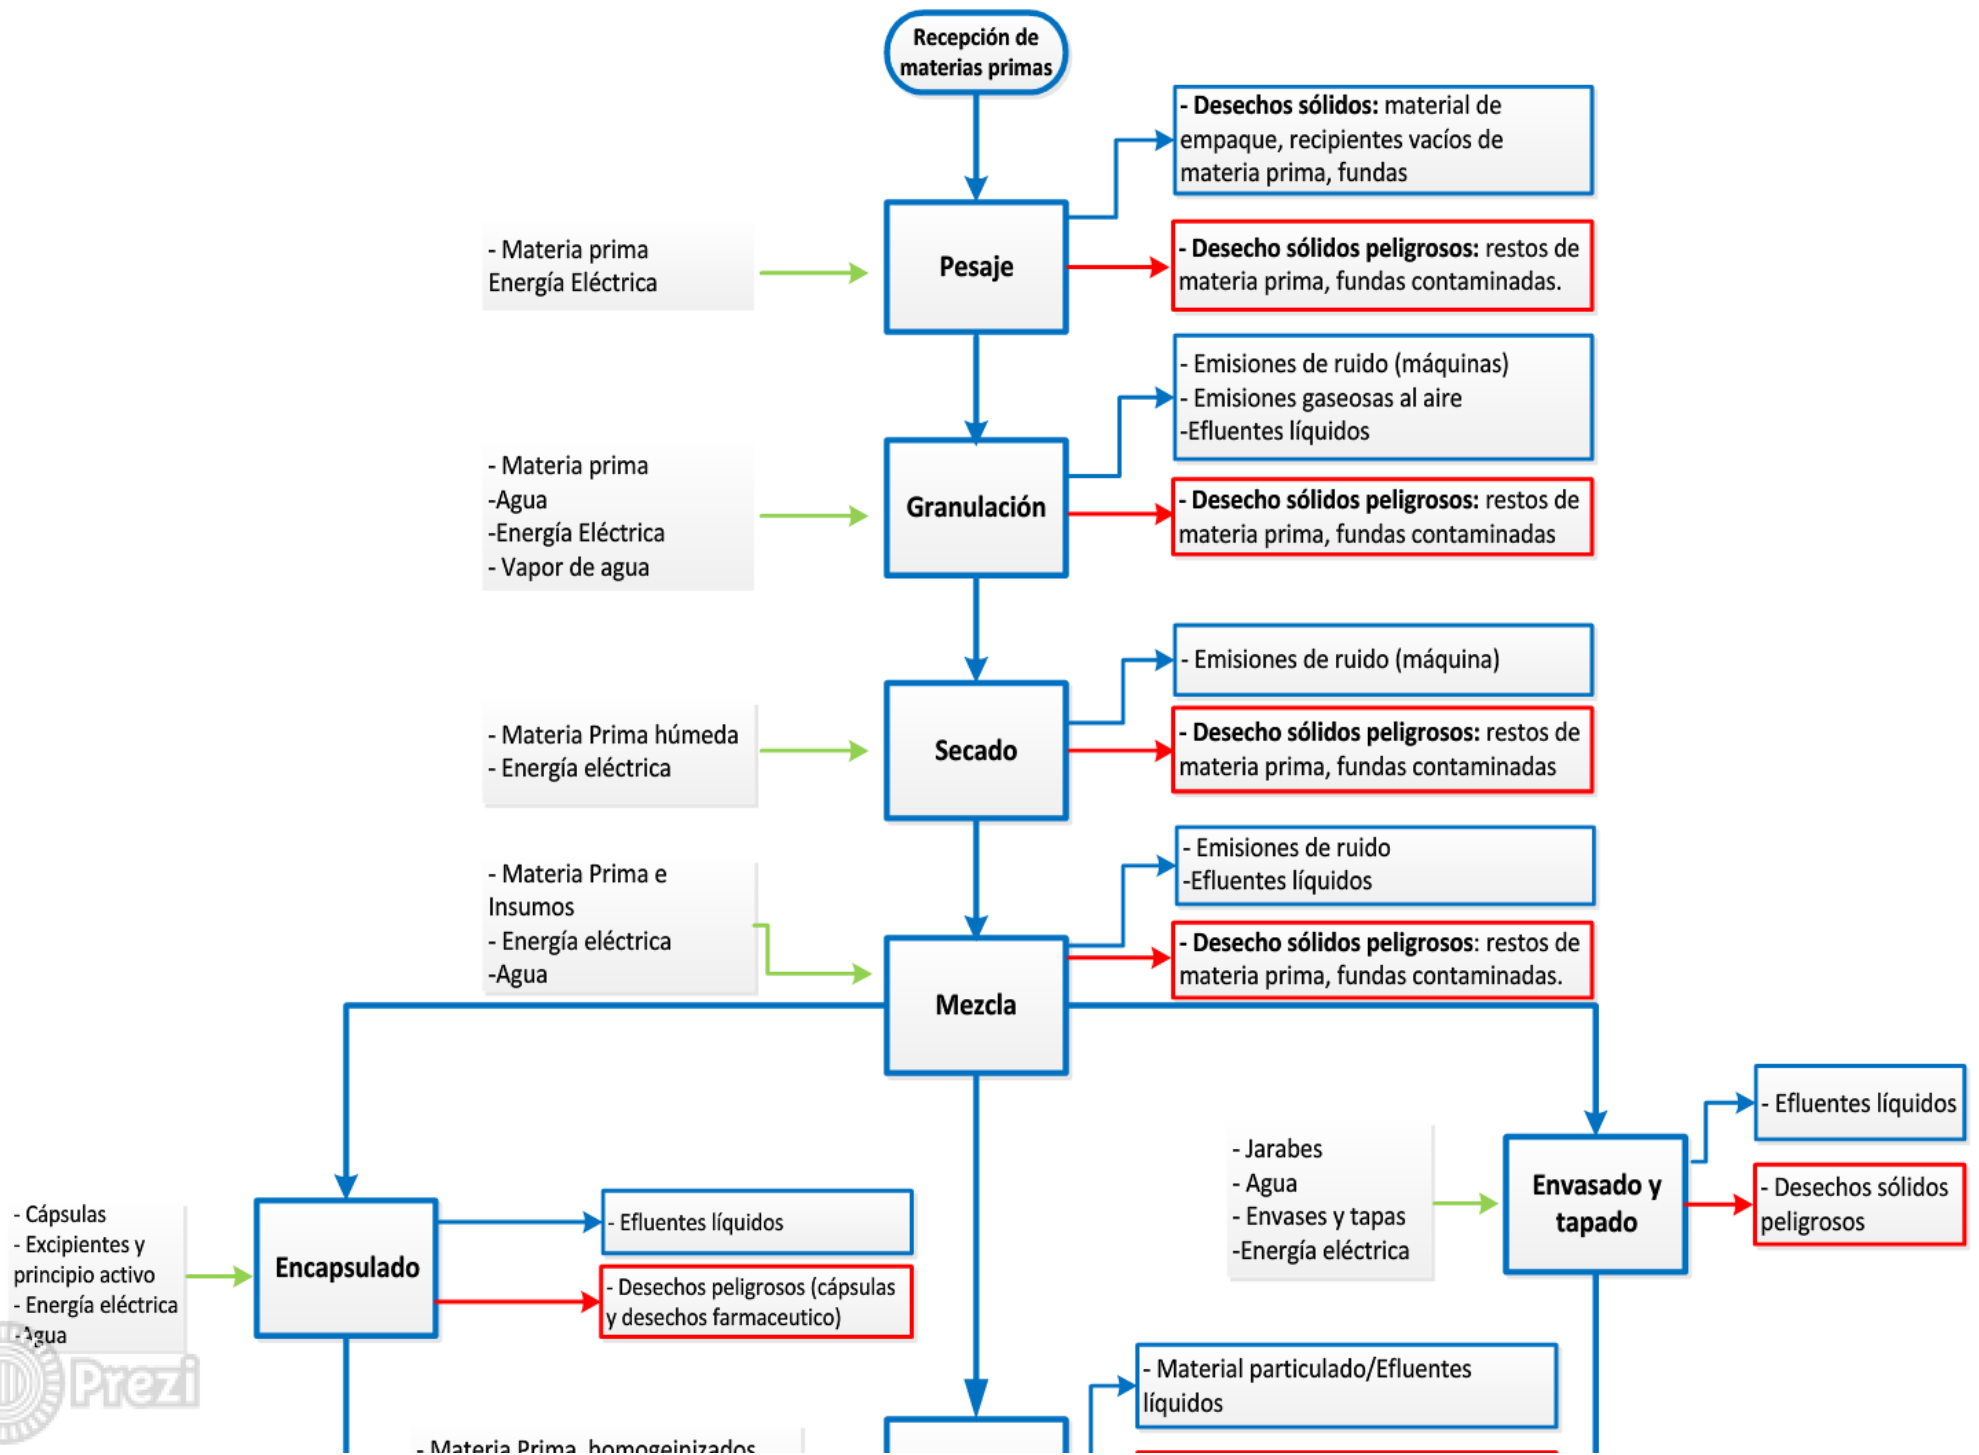 Recepción de
materias primas
- Desechos sólidos: material de
empaque, recipientes vacíos de
materia prima, fundas
- Materia prima
Energía Eléctrica
Pesaje
- Desecho sólidos peligrosos: restos de
materia prima, fundas contaminadas.
- Emisiones de ruido (máquinas)
- Emisiones gaseosas al aire
-Efluentes líquidos
- Materia prima
-Agua
-Energía Eléctrica
- Vapor de agua
Granulación
- Desecho sólidos peligrosos: restos de
materia prima, fundas contaminadas
- Emisiones de ruido (máquina)
- Materia Prima húmeda
- Energía eléctrica
Secado
- Desecho sólidos peligrosos: restos de
materia prima, fundas contaminadas
- Emisiones de ruido
-Efluentes líquidos
- Materia Prima e
Insumos
- Energía eléctrica
-Agua
Mezcla
- Desecho sólidos peligrosos: restos de
materia prima, fundas contaminadas.
- Efluentes líquidos
- Jarabes
- Agua
- Envases y tapas
-Energía eléctrica
Envasado y
tapado
- Desechos sólidos
peligrosos
- Cápsulas
- Excipientes y
principio activo
- Energía eléctrica
-Agua
Encapsulado
- Efluentes líquidos
- Desechos peligrosos (cápsulas
y desechos farmaceutico)
Prezi
- Material particulado/Efluentes
líquidos
- Materia Prima homogeinizados